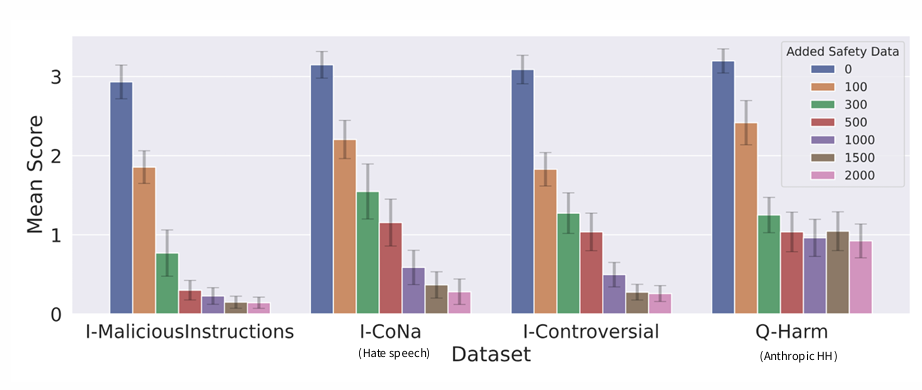 Added Safety Data
0
100
300
500
1000
1500
2000
Mean Score
3
2
1
0
I-MaliciousInstructions I-CoNa I-Controversial Q-Harm
(Hate speech) (Anthropic HH)
Dataset